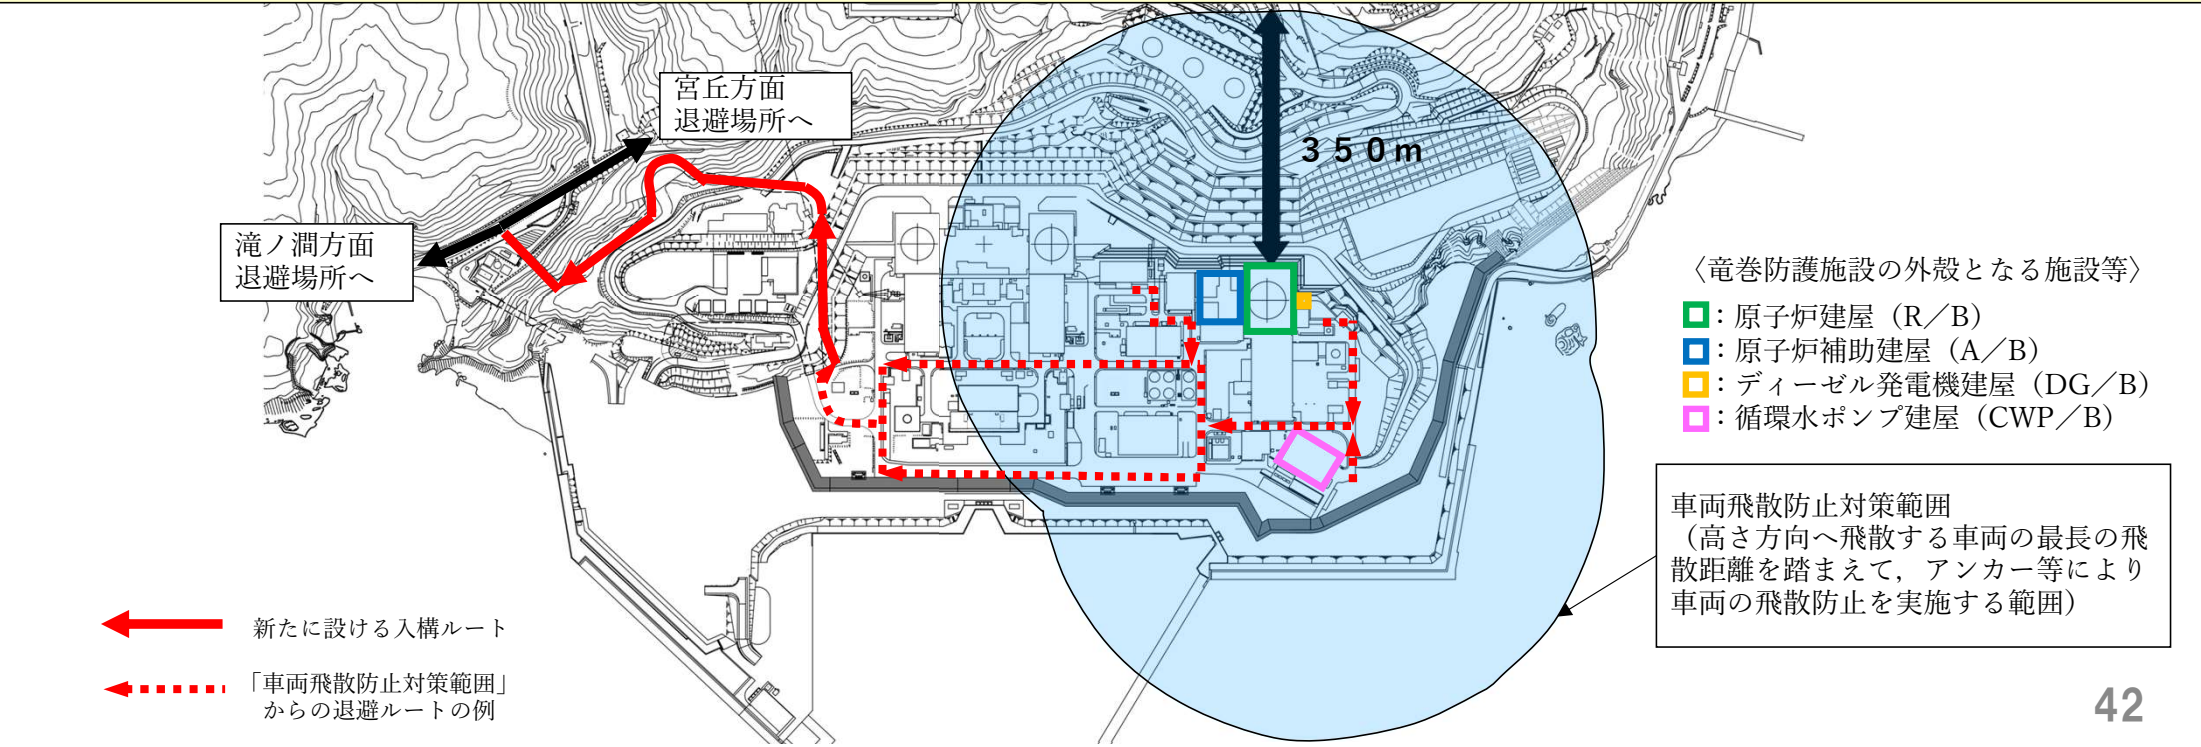 宮丘方面
退避場所へ
350m
滝ノ澗方面
退避場所へ
〈竜巻防護施設の外殻となる施設等〉
：原子炉建屋（R／B）
：原子炉補助建屋（A／B）
：ディーゼル発電機建屋（DG／B）
：循環水ポンプ建屋（CWP／B）
車両飛散防止対策範囲
（高さ方向へ飛散する車両の最長の飛
散距離を踏まえて，アンカー等により
車両の飛散防止を実施する範囲）
新たに設ける入構ルート
「車両飛散防止対策範囲」
からの退避ルートの例
42